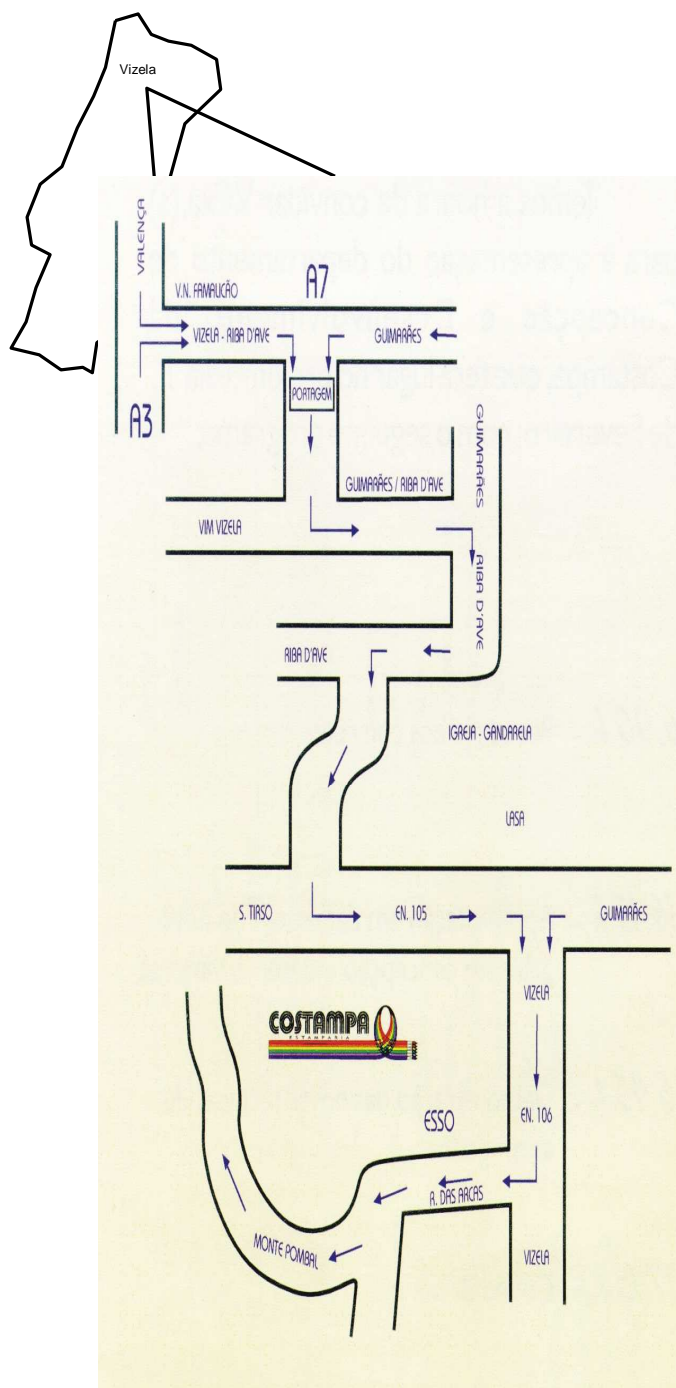 Vizela
VALENÇA
A7
V.N. FAMALICÃO
VIZELA - RIBA D'AVE
GUIMARÃES
PORTAGEM
A3
GUIMARÃES
GUIMARÃES / RIBA D'AVE
VIM VIZELA
RIBA D'AVE
RIBA D'AVE
IGREJA - GANDARELA
LASA
S. TIRSO
EN. 105
GUIMARÃES
VIZELA
COSTAMPA
ESTAMPARIA
EN. 106
ESSO
R. DAS ARCAS
MONTE POMBAL
VIZELA